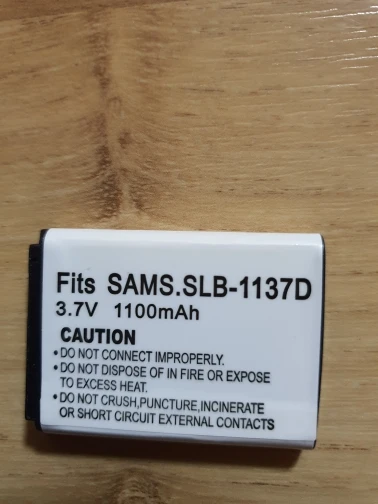 Fits SAMS.SLB-1137D
3.7V 1100mAh
CAUTION
• DO NOT CONNECT IMPROPERLY.
• DO NOT DISPOSE OF IN FIRE OR EXPOSE
TO EXCESS HEAT.
• DO NOT CRUSH,PUNCTURE,INCINERATE
OR SHORT CIRCUIT EXTERNAL CONTACTS